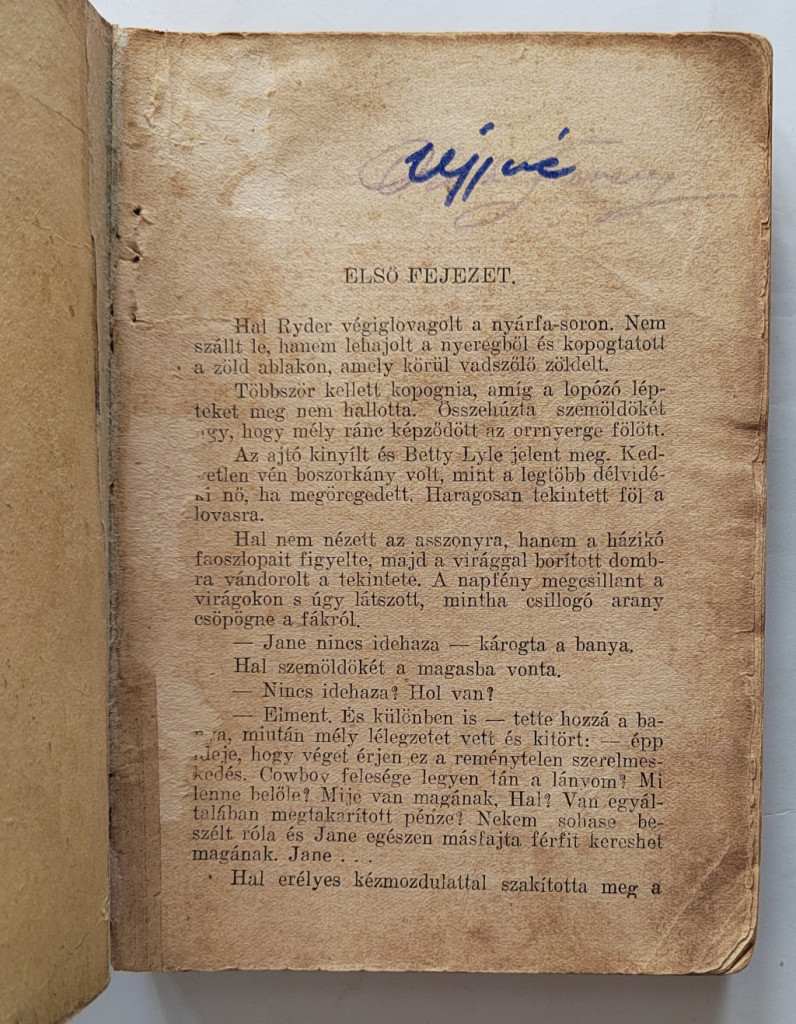 ELSŐ FEJEZET.
Hal Ryder végiglovagolt a nyárfa-soron. Nem
szállt le, hanem lehajolt a nyeregből és kopogtatott
a zöld ablakon, amely körül vadszőlő zöldelt.
Többször kellett kopognia, amíg a lopózó lép-
teket meg nem hallotta. Összehúzta szemöldökét
úgy, hogy mély ránc képződött az orrnyerge fölött.
Az ajtó kinyílt és Betty Lyle jelent meg. Ked-
vetlen vén boszorkány volt, mint a legtöbb délvidé-
ki nő, ha megöregedett. Haragosan tekintett föl a
lovasra.
Hal nem nézett az asszonyra, hanem a házikó
faoszlopait figyelte, majd a virággal borított domb-
ra vándorolt a tekintete. A napfény megcsillant a
virágokon s úgy látszott, mintha csillogó arany
csöpögne a fákról.
— Jane nincs idehaza — károgta a banya.
Hal szemöldökét a magasba vonta.
— Nincs idehaza? Hol van?
— Elment. És különben is — tette hozzá a ba-
nya, miután mély lélegzetet vett és kitört: — épp
ideje, hogy véget érjen ez a reménytelen szerelmes-
kedés. Cowboy felesége legyen tán a lányom? Mi
lenne belőle? Mije van magának, Hal? Van egyál-
talában megtakarított pénze? Nekem sohase be-
szélt róla és Jane egészen másfajta férfit kereshet
magának. Jane . . .
Hal erélyes kézmozdulattal szakította meg a